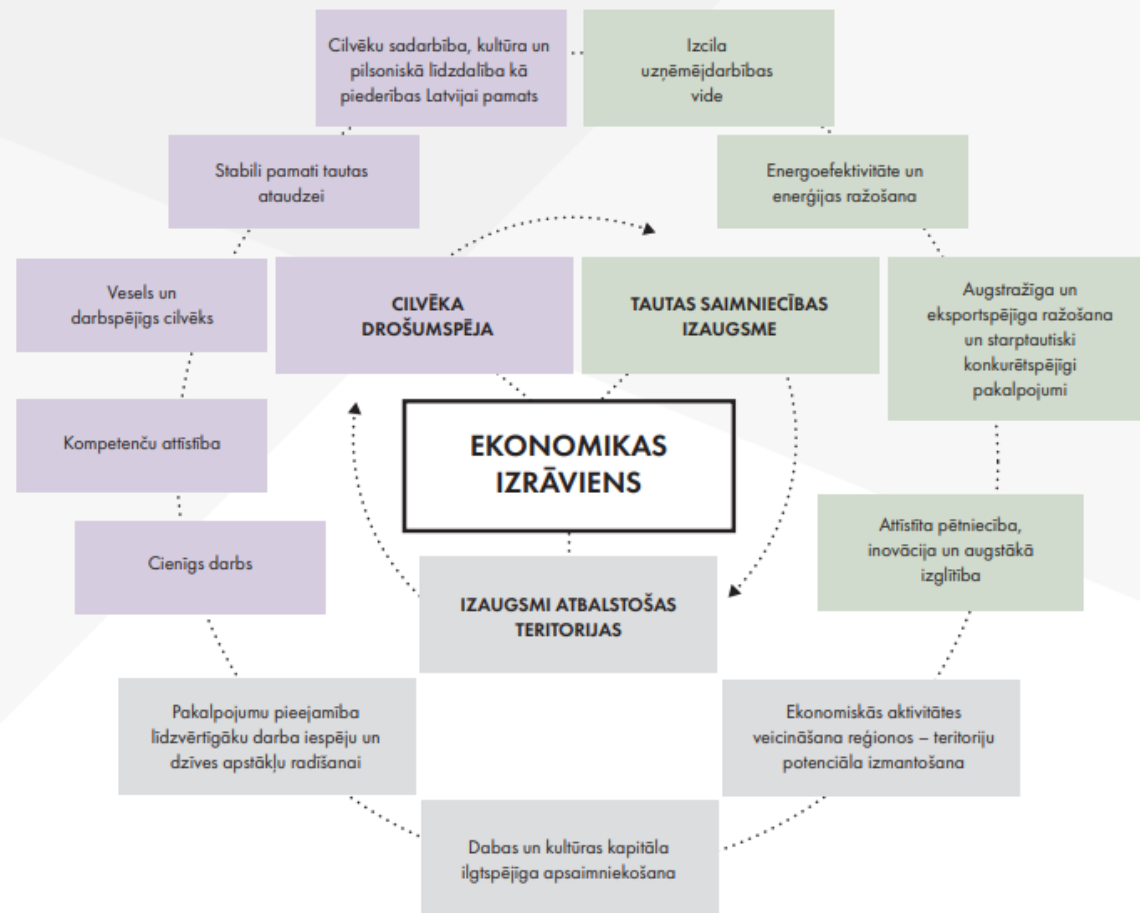 Cilvēku sadarbība, kultūra un
pilsoniskā līdzdalība kā
piederības Latvijai pamats
Izcila
uzņēmējdarbības
vide
Stabili pamati tautas
ataudzei
Energoefektivitāte un
enerģijas ražošana
Vesels un
darbspējīgs cilvēks
CILVĒKA
DROŠUMSPĒJA
TAUTAS SAIMNIECĪBAS
IZAUGSME
Augstražīga un
eksportspējīga ražošana
un starptautiski
konkurētspējīgi
pakalpojumi
Kompetenču attīstība
EKONOMIKAS
IZRĀVIENS
Cienīgs darbs
Attīstīta pētniecība,
inovācija un augstākā
izglītība
IZAUGSMI ATBALSTOŠAS
TERITORIJAS
Pakalpojumu pieejamība
līdzvērtīgāku darba iespēju un
dzīves apstākļu radīšanai
Ekonomiskās aktivitātes
veicināšana reģionos – teritoriju
potenciāla izmantošana
Dabas un kultūras kapitāla
ilgtspējīga apsaimniekošana